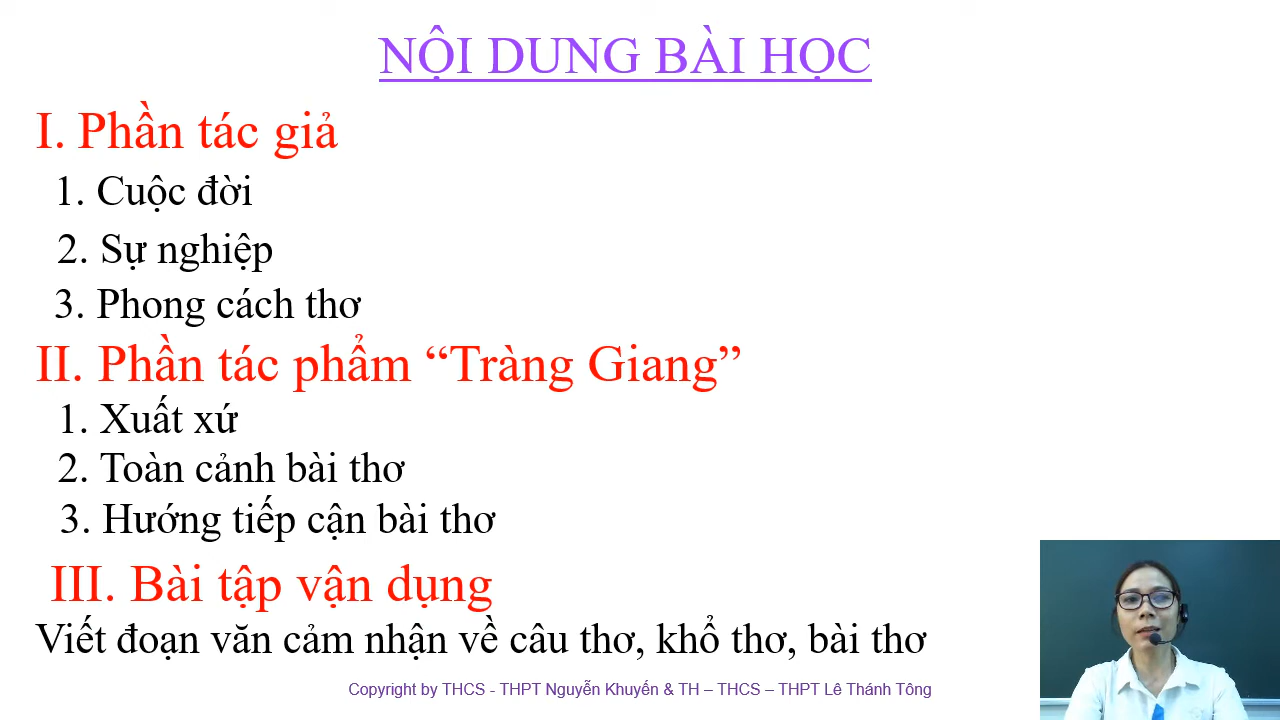 NỘI DUNG BÀI HỌC
I. Phần tác giả
1. Cuộc đời
2. Sự nghiệp
3. Phong cách thơ
II. Phần tác phẩm “Tràng Giang”
1. Xuất xứ
2. Toàn cảnh bài thơ
3. Hướng tiếp cận bài thơ
III. Bài tập vận dụng
Viết đoạn văn cảm nhận về câu thơ, khổ thơ, bài thơ
Copyright by THCS - THPT Nguyễn Khuyến & TH – THCS – THPT Lê Thánh Tông